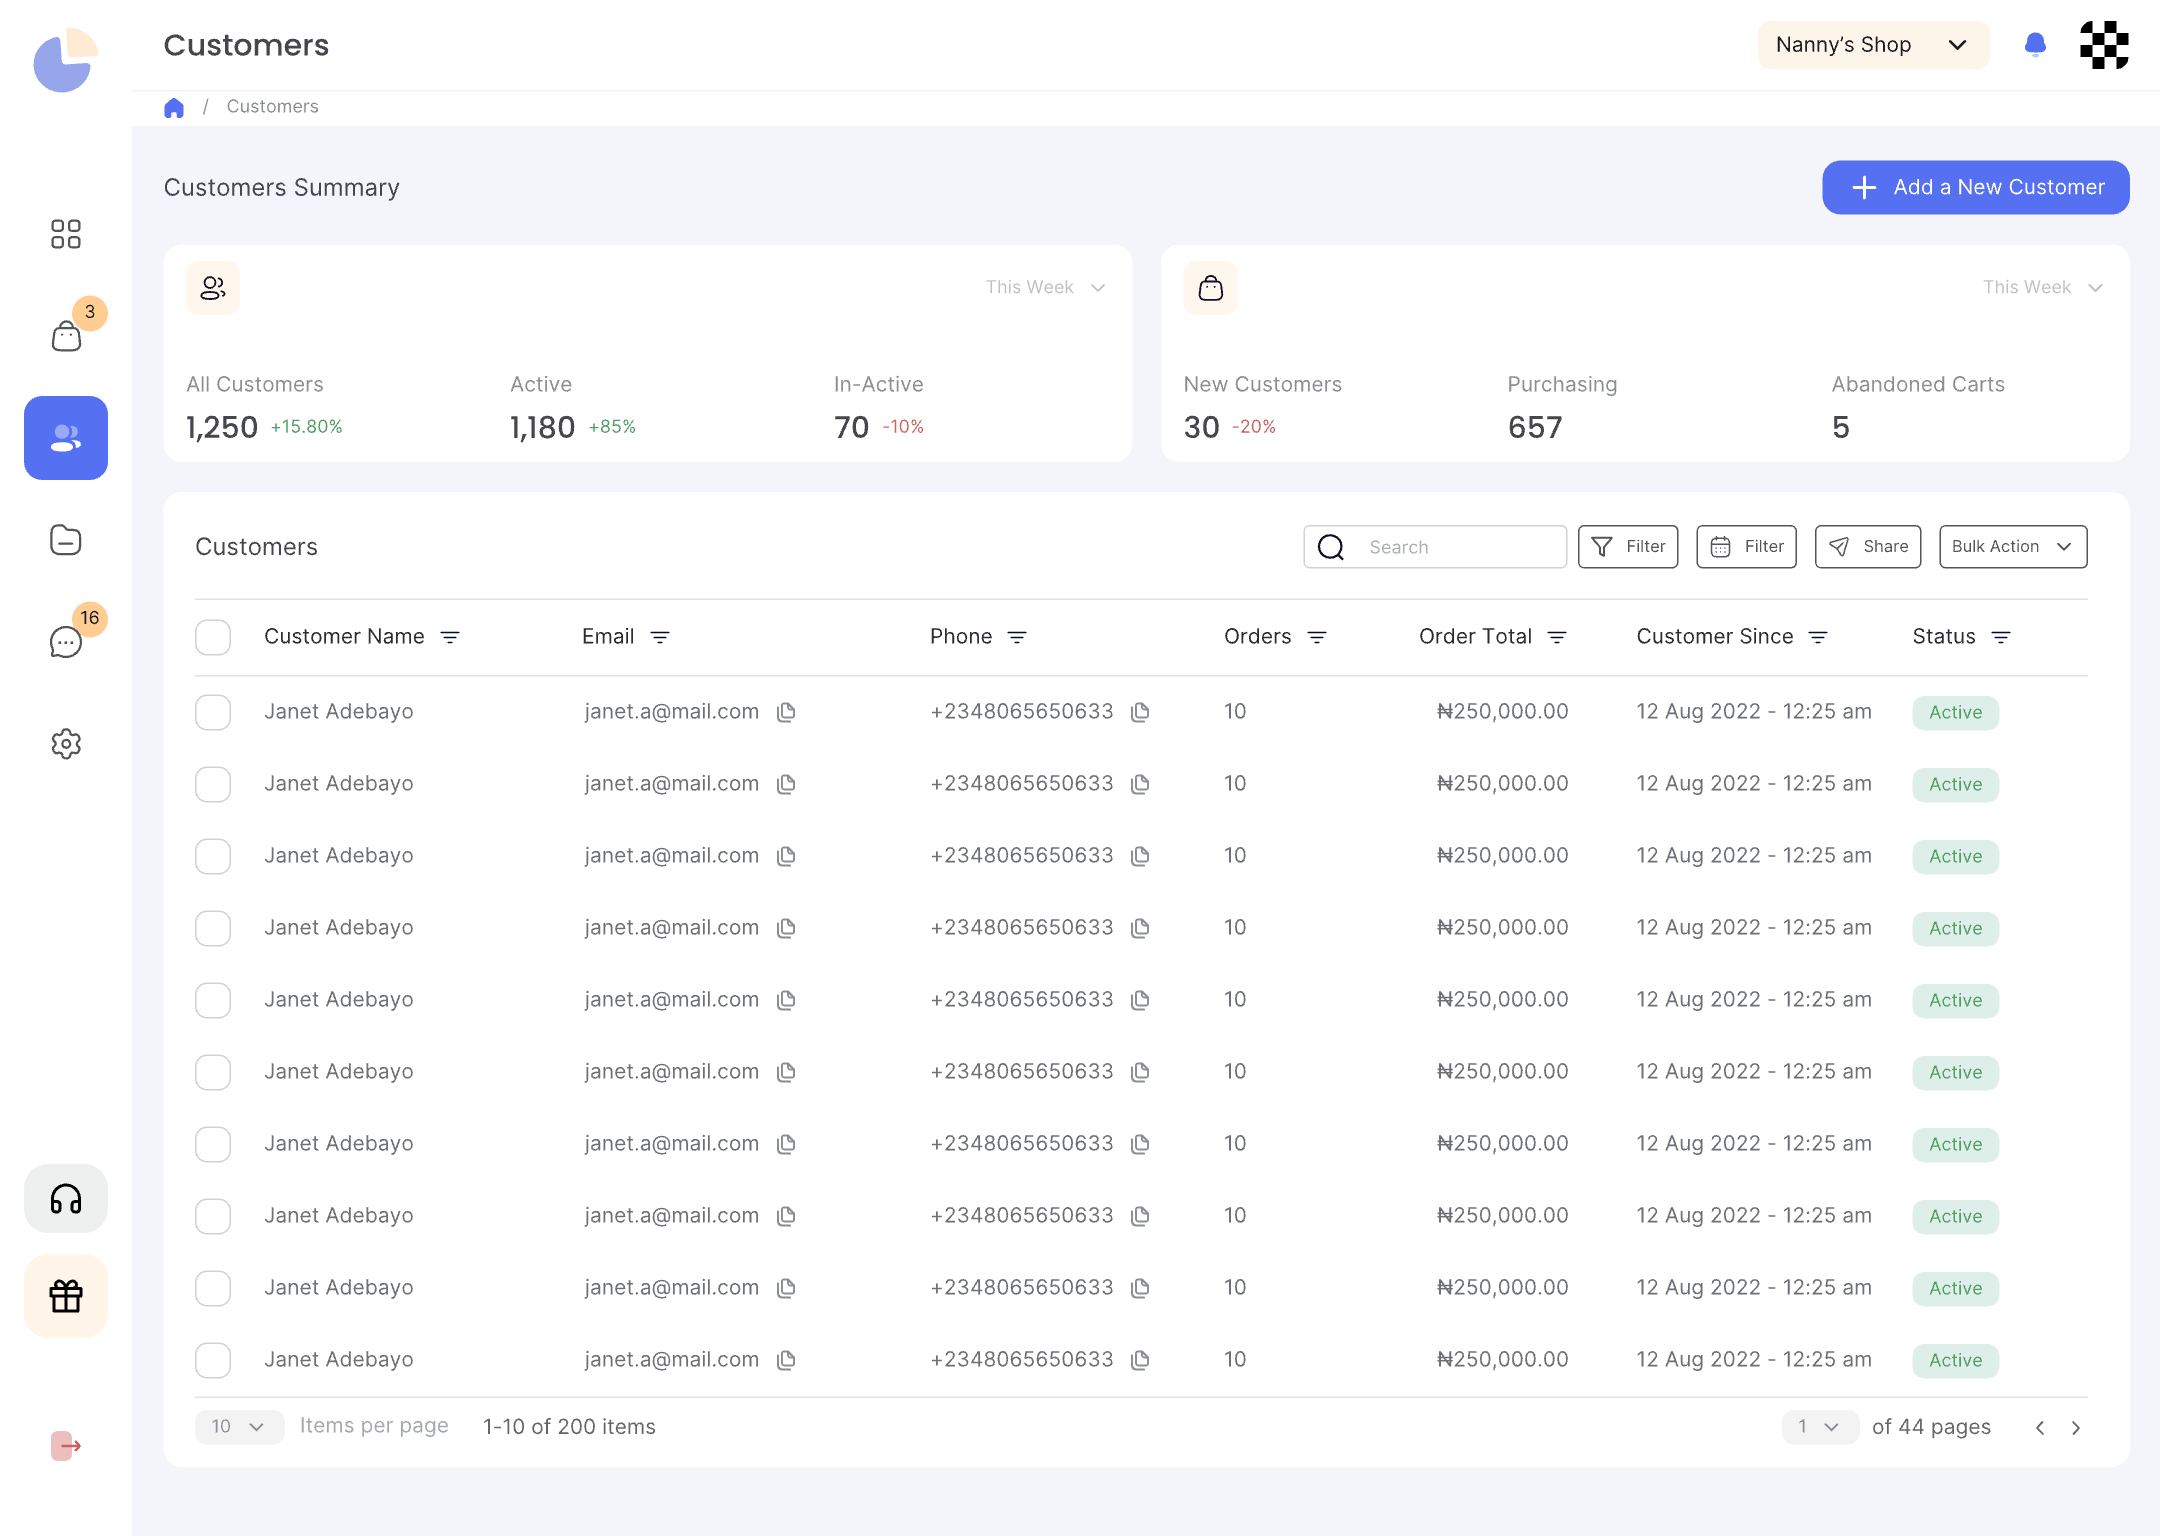 Customers
Nanny’s Shop
/ Customers
Customers Summary
Add a New Customer
3
16
This Week
All Customers Active In-Active
1,250 +15.80% 1,180 +85% 70 -10%
This Week
New Customers Purchasing Abandoned Carts
30 -20% 657 5
Customers
Search
Filter
Filter
Share
Bulk Action
Customer Name Email Phone Orders Order Total Customer Since Status
Janet Adebayo janet.a@mail.com +2348065650633 10 ₦250,000.00 12 Aug 2022 - 12:25 am Active
Janet Adebayo janet.a@mail.com +2348065650633 10 ₦250,000.00 12 Aug 2022 - 12:25 am Active
Janet Adebayo janet.a@mail.com +2348065650633 10 ₦250,000.00 12 Aug 2022 - 12:25 am Active
Janet Adebayo janet.a@mail.com +2348065650633 10 ₦250,000.00 12 Aug 2022 - 12:25 am Active
Janet Adebayo janet.a@mail.com +2348065650633 10 ₦250,000.00 12 Aug 2022 - 12:25 am Active
Janet Adebayo janet.a@mail.com +2348065650633 10 ₦250,000.00 12 Aug 2022 - 12:25 am Active
Janet Adebayo janet.a@mail.com +2348065650633 10 ₦250,000.00 12 Aug 2022 - 12:25 am Active
Janet Adebayo janet.a@mail.com +2348065650633 10 ₦250,000.00 12 Aug 2022 - 12:25 am Active
Janet Adebayo janet.a@mail.com +2348065650633 10 ₦250,000.00 12 Aug 2022 - 12:25 am Active
Janet Adebayo janet.a@mail.com +2348065650633 10 ₦250,000.00 12 Aug 2022 - 12:25 am Active
10 Items per page 1-10 of 200 items 1 of 44 pages